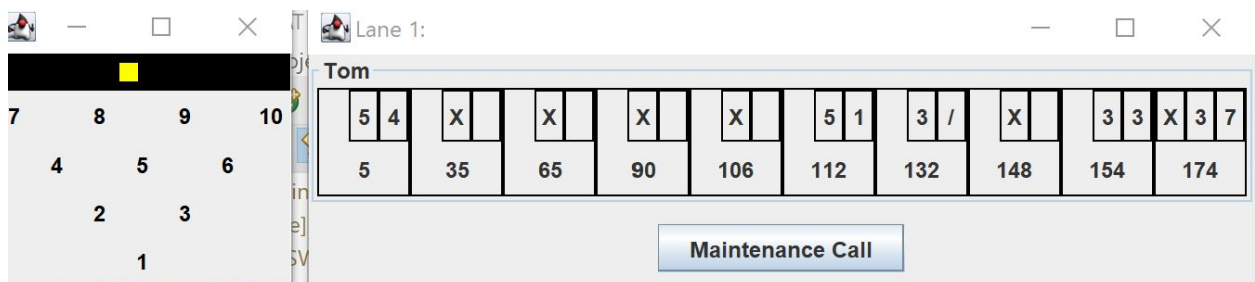 Lane 1:
Tom
7 8 9 10
4 5 6
2 3
1
5 4 X X X X 5 1 3 / X 3 3 X 3 7
5 35 65 90 106 112 132 148 154 174
Maintenance Call